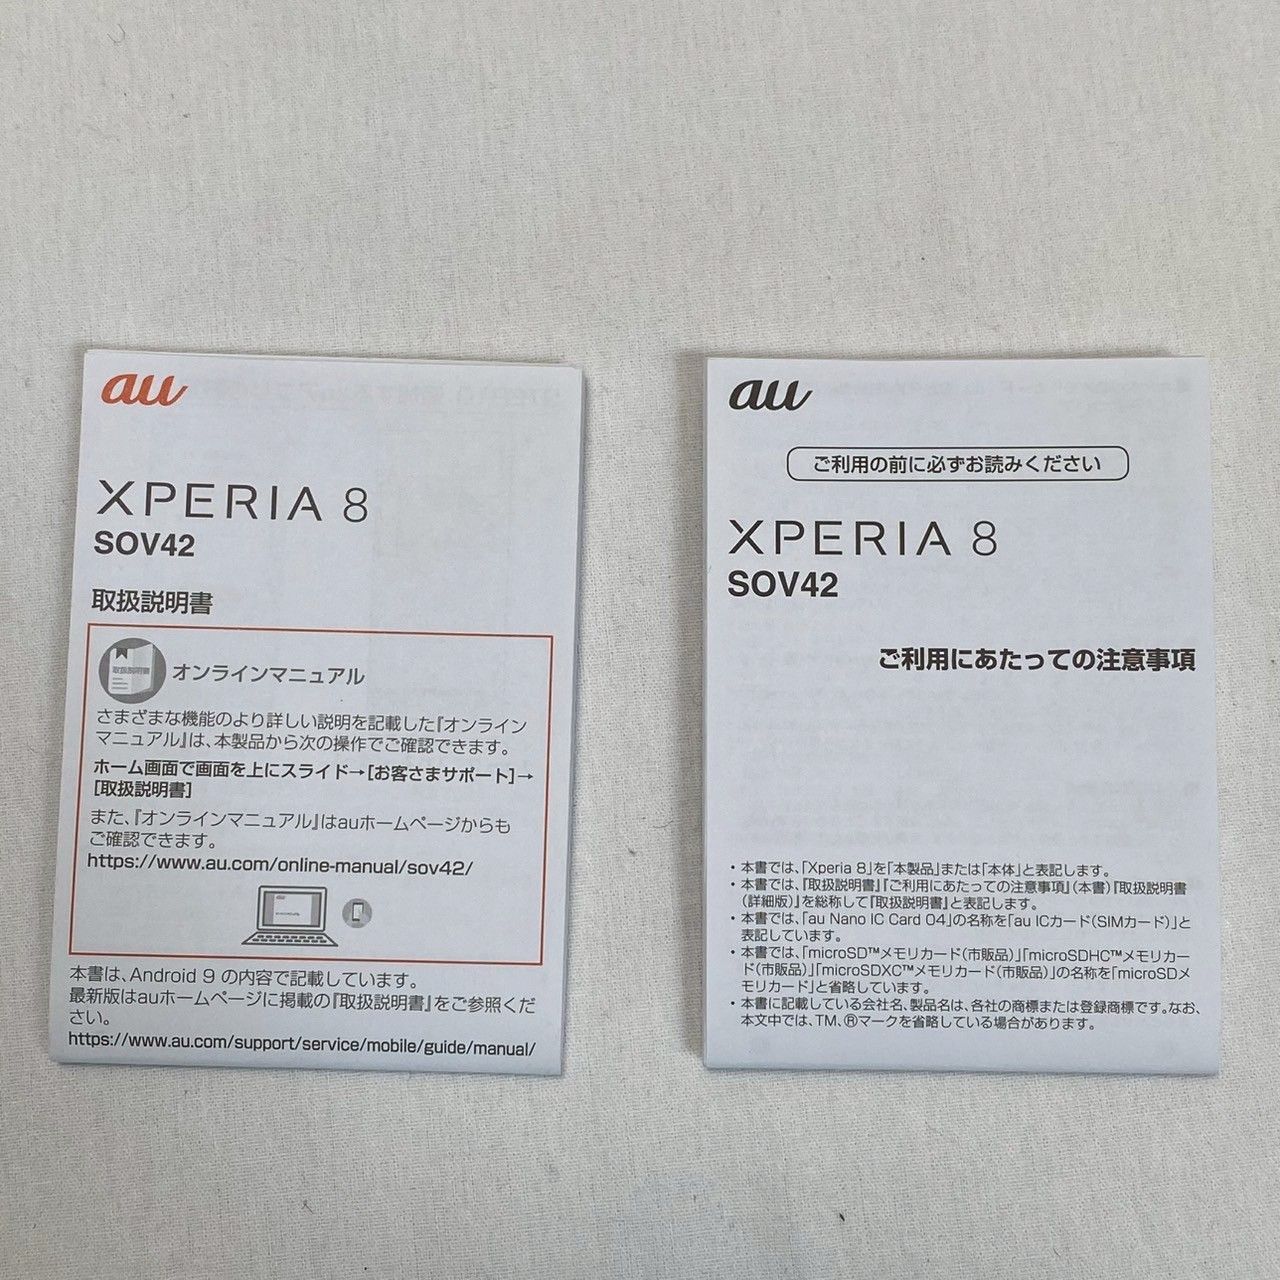 au
XPERIA 8
SOV42
取扱説明書
取扱説明書
オンラインマニュアル
さまざまな機能のより詳しい説明を記載した『オンライン
マニュアル』は、本製品から次の操作でご確認できます。
ホーム画面で画面を上にスライド→[お客さまサポート]→
[取扱説明書]
また、『オンラインマニュアル』はauホームページからも
ご確認できます。
https://www.au.com/online-manual/sov42/
本書は、Android 9 の内容で記載しています。
最新版はauホームページに掲載の『取扱説明書』をご参照くだ
さい。
https://www.au.com/support/service/mobile/guide/manual/
au
ご利用の前に必ずお読みください
XPERIA 8
SOV42
ご利用にあたっての注意事項
・本書では、「Xperia 8」を「本製品」または「本体」と表記します。
・本書では、『取扱説明書』『ご利用にあたっての注意事項』（本書）『取扱説明書
（詳細版）』を総称して『取扱説明書』と表記します。
・本書では、「au Nano IC Card 04」の名称を「au ICカード（SIMカード）」と
表記しています。
・本書では、「microSD™メモリカード（市販品）」「microSDHC™メモリカー
ド（市販品）」「microSDXC™メモリカード（市販品）」の名称を「microSDメ
モリカード」と省略しています。
・本書に記載している会社名、製品名は、各社の商標または登録商標です。なお、
本文中では、TM、®マークを省略している場合があります。